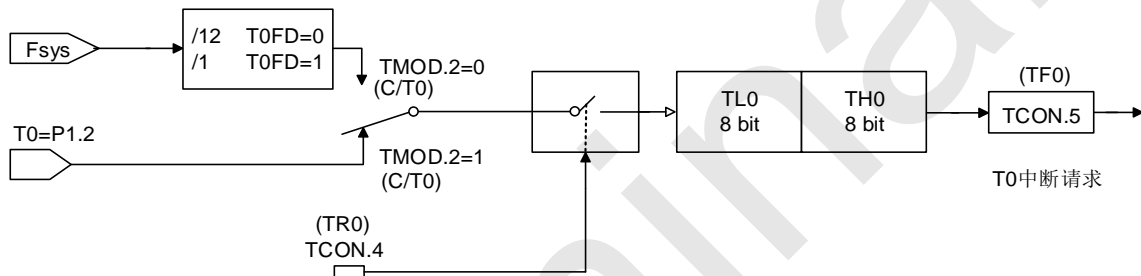 Fsys
/12 T0FD=0
/1 T0FD=1
TMOD.2=0
(C/T0)
T0=P1.2
TMOD.2=1
(C/T0)
(TR0)
TCON.4
TL0
8 bit
TH0
8 bit
(TF0)
TCON.5
T0中断请求